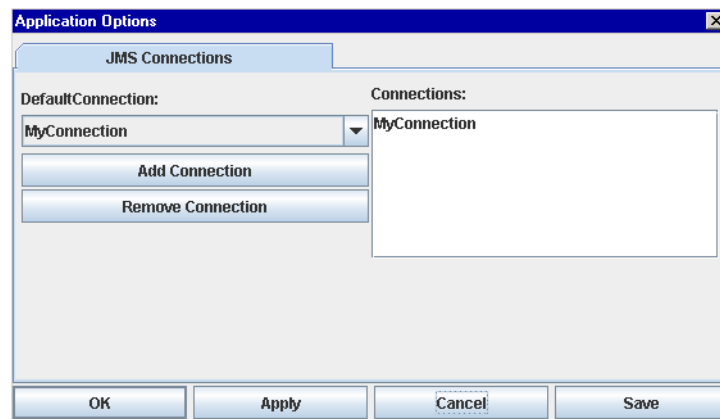 Application Options
JMS Connections
DefaultConnection:
MyConnection
Add Connection
Remove Connection
Connections:
MyConnection
OK
Apply
Cancel
Save